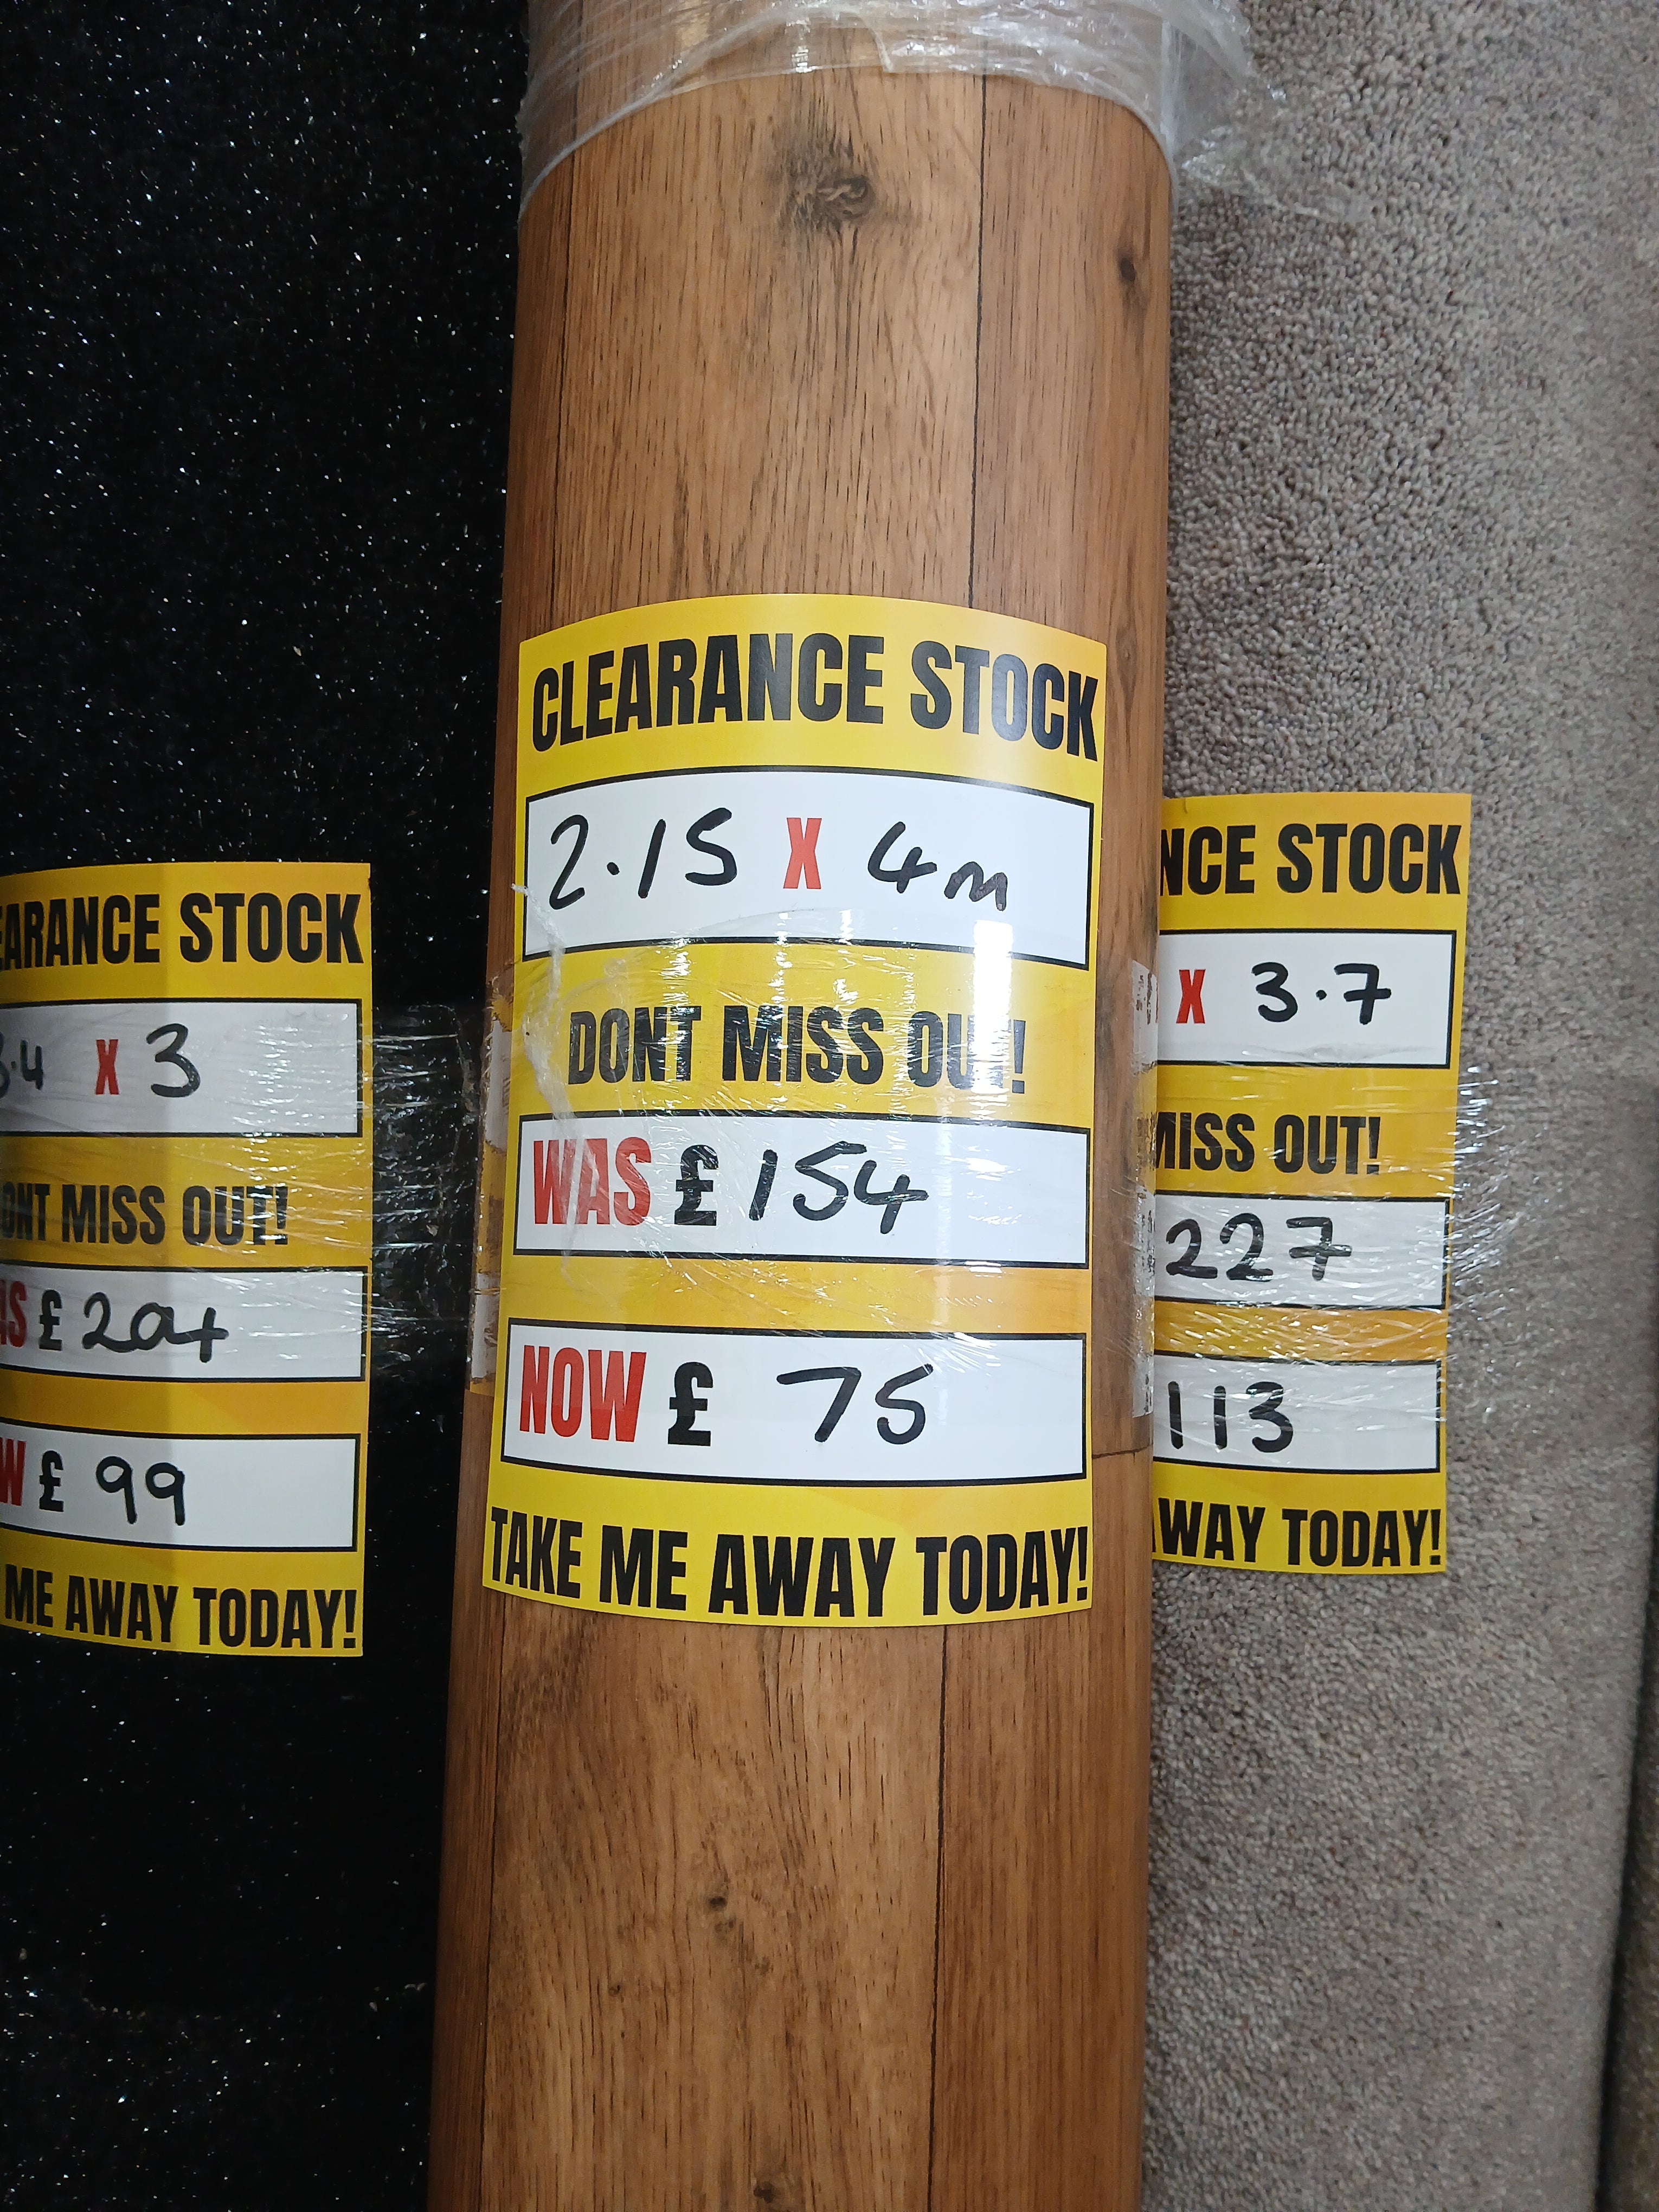 CLEARANCE STOCK
2.15 X 4m
DONT MISS OUT!
WAS £ 154
NOW £ 75
TAKE ME AWAY TODAY!
EARANCE STOCK
3.4 X 3
ONT MISS OUT!
AS £ 204
W £ 99
ME AWAY TODAY!
NCE STOCK
X 3.7
MISS OUT!
227
113
AWAY TODAY!